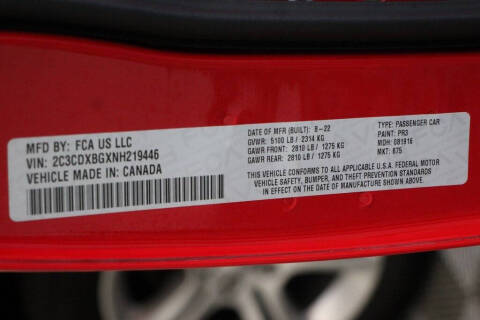 MFD BY: FCA US LLC
VIN: 2C3CDXBGXNH219446
VEHICLE MADE IN: CANADA
DATE OF MFR (BUILT): 8-22
GVWR: 5100 LB / 2314 KG
GAWR FRONT: 2810 LB / 1275 KG
GAWR REAR: 2810 LB / 1275 KG
TYPE: PASSENGER CAR
PAINT: PR3
MDH: 081916
MKT: 675
THIS VEHICLE CONFORMS TO ALL APPLICABLE U.S.A. FEDERAL MOTOR
VEHICLE SAFETY, BUMPER, AND THEFT PREVENTION STANDARDS
IN EFFECT ON THE DATE OF MANUFACTURE SHOWN ABOVE.